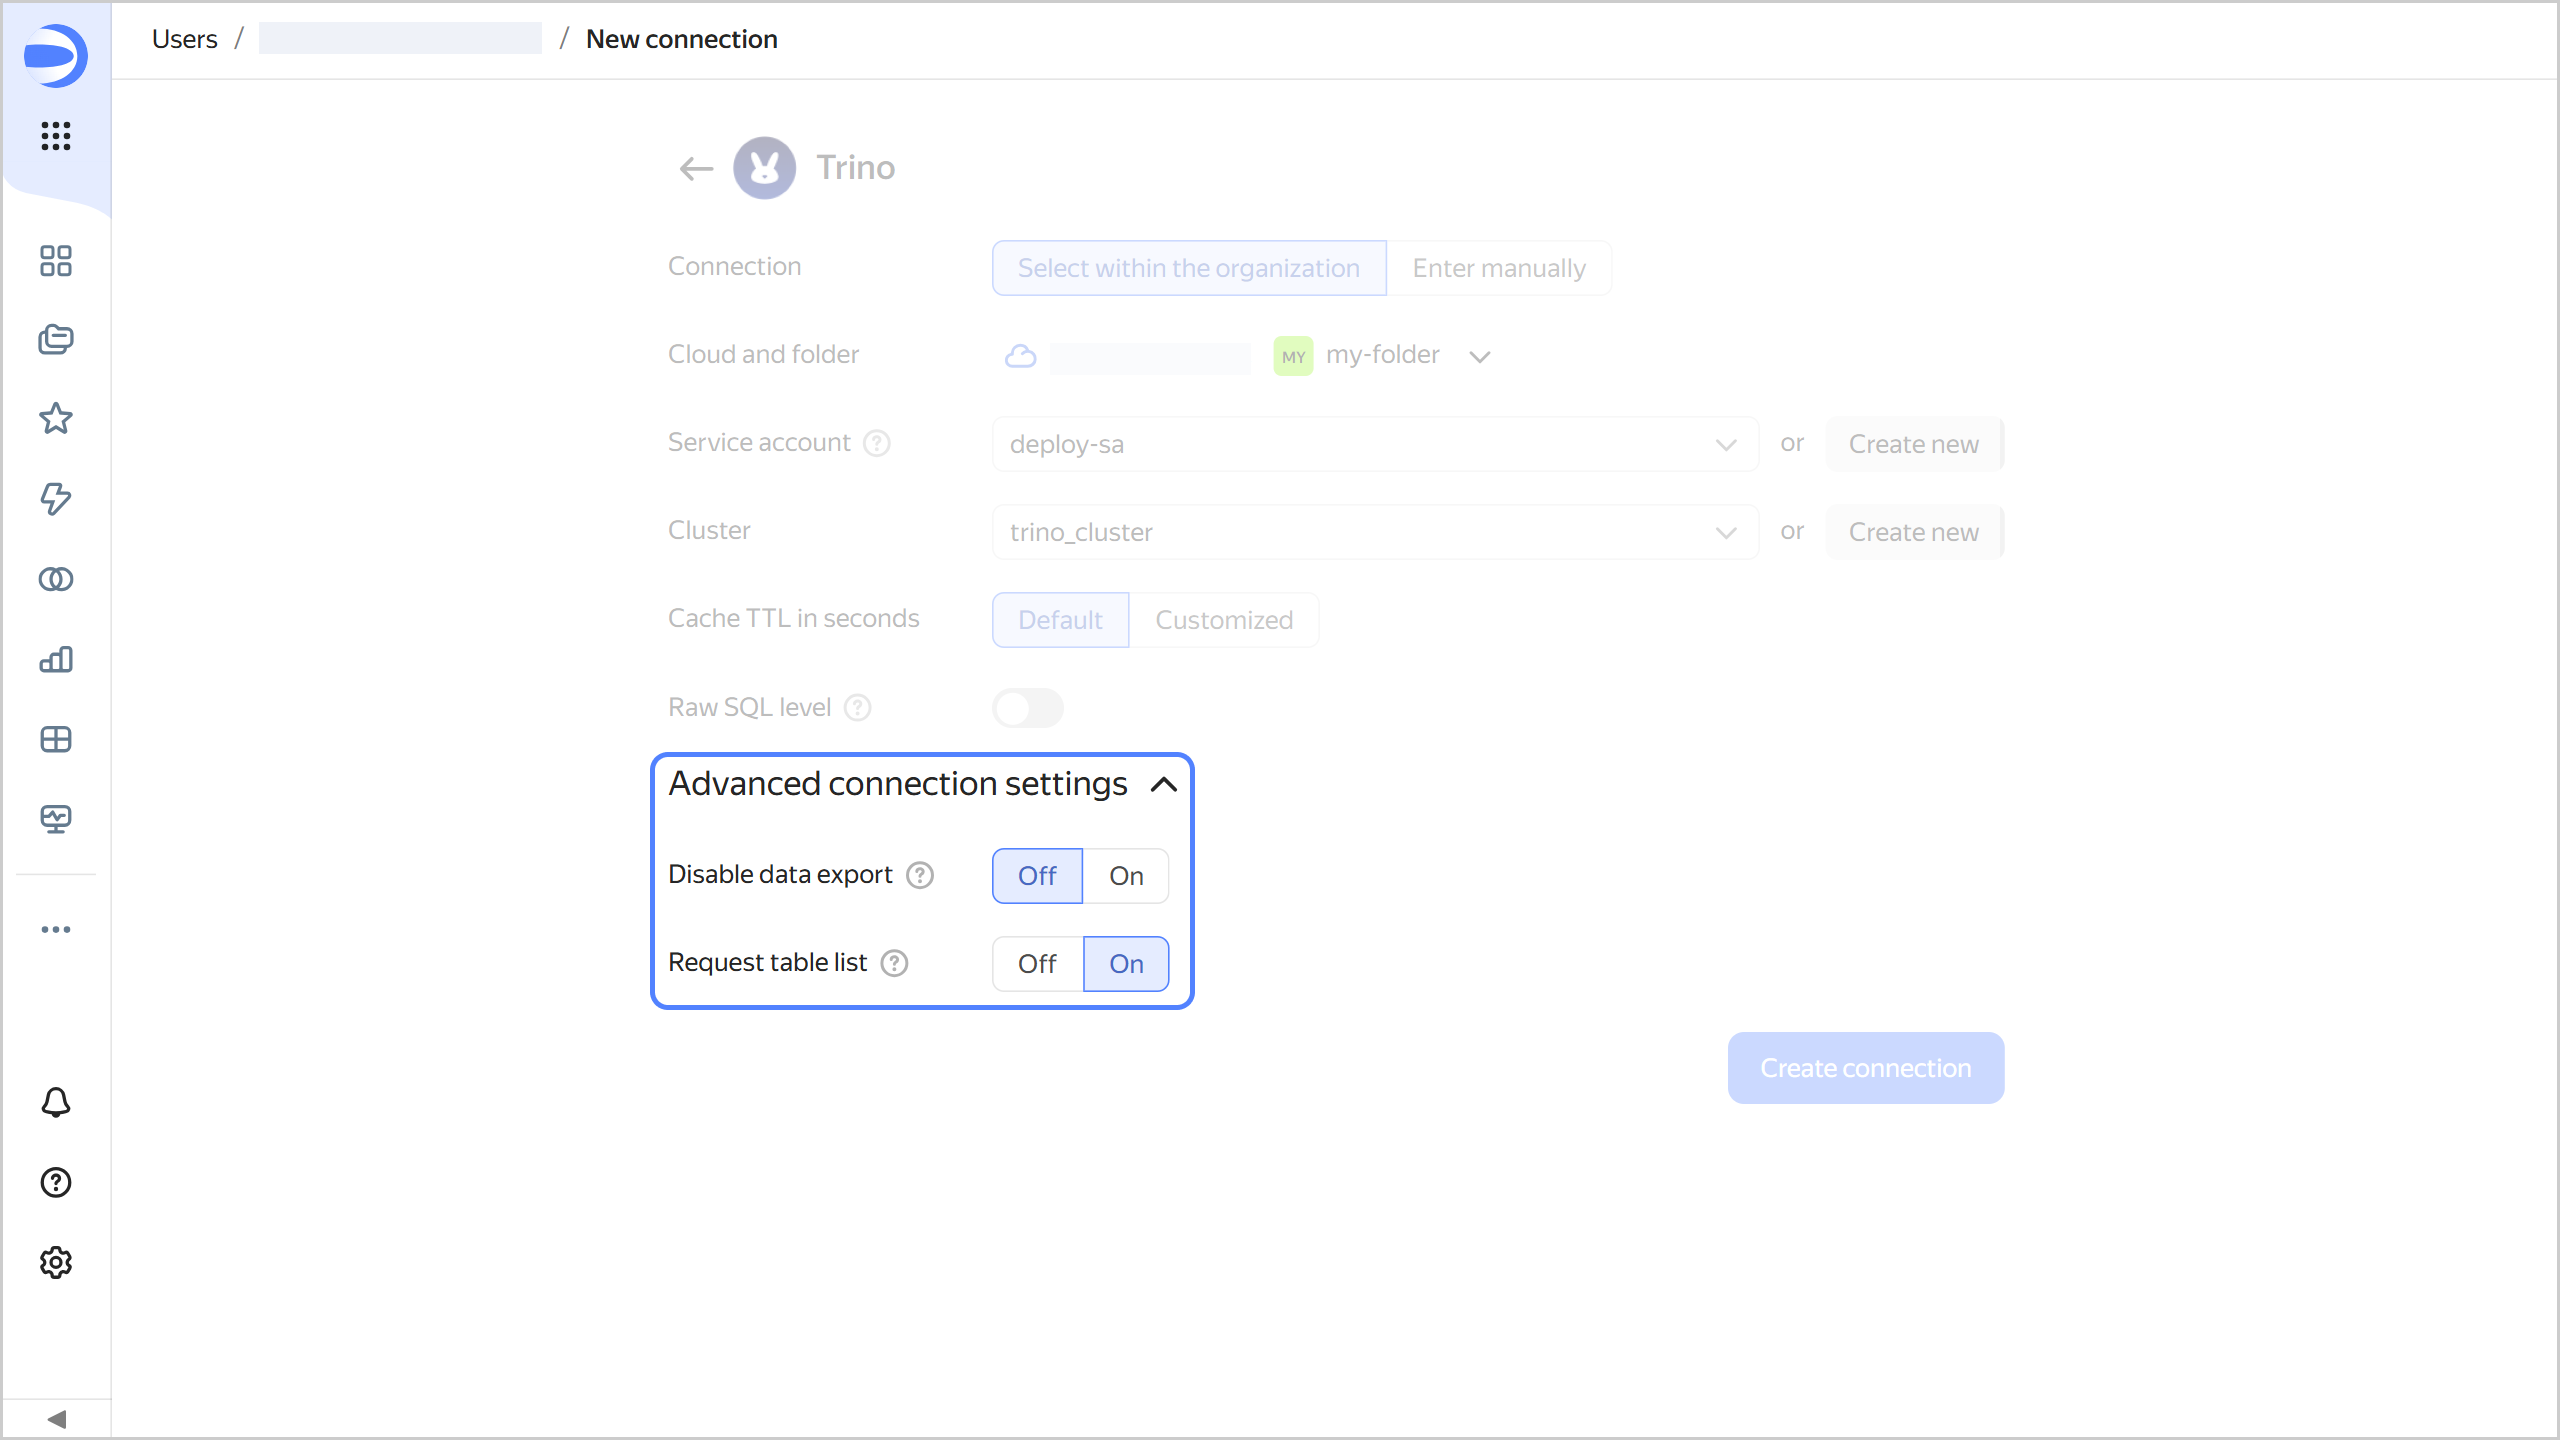 Users / / New connection
Trino
Connection Select within the organization Enter manually
Cloud and folder MY my-folder
Service account ? deploy-sa or Create new
Cluster trino_cluster or Create new
Cache TTL in seconds Default Customized
Raw SQL level ?
Advanced connection settings
Disable data export ? Off On
Request table list ? Off On
Create connection